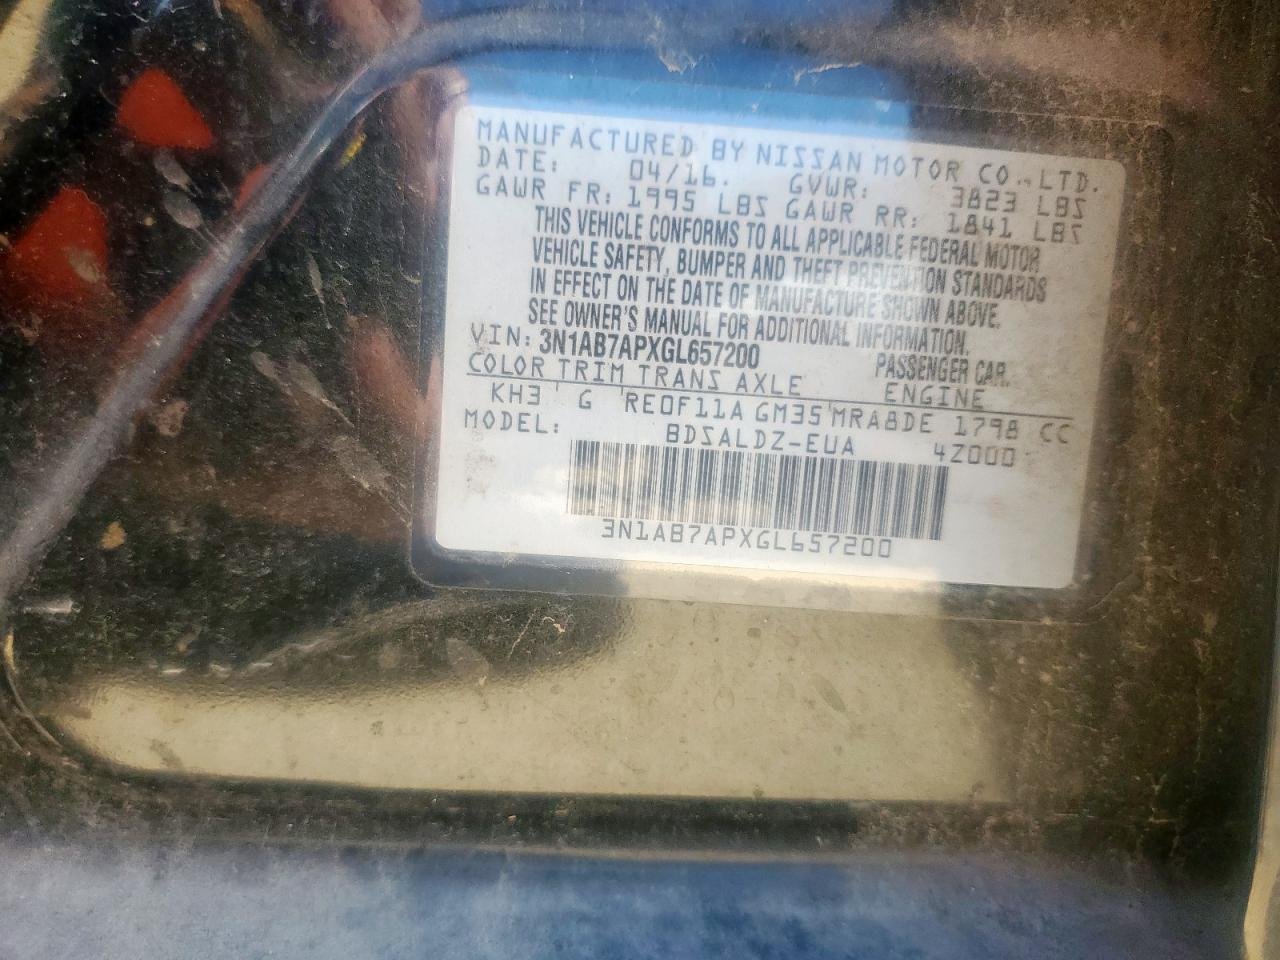 MANUFACTURED BY NISSAN MOTOR CO., LTD.
DATE: 04/16. GVWR: 3823 LBS
GAWR FR: 1995 LBS GAWR RR: 1841 LBS
THIS VEHICLE CONFORMS TO ALL APPLICABLE FEDERAL MOTOR
VEHICLE SAFETY, BUMPER AND THEFT PREVENTION STANDARDS
IN EFFECT ON THE DATE OF MANUFACTURE SHOWN ABOVE.
SEE OWNER'S MANUAL FOR ADDITIONAL INFORMATION.
VIN: 3N1AB7APXGL657200 PASSENGER CAR.
COLOR TRIM TRANS AXLE ENGINE
KH3 G RE0F11A GM35 MRA8DE 1798 CC
MODEL: BDSALDZ-EUA 4Z000
3N1AB7APXGL657200